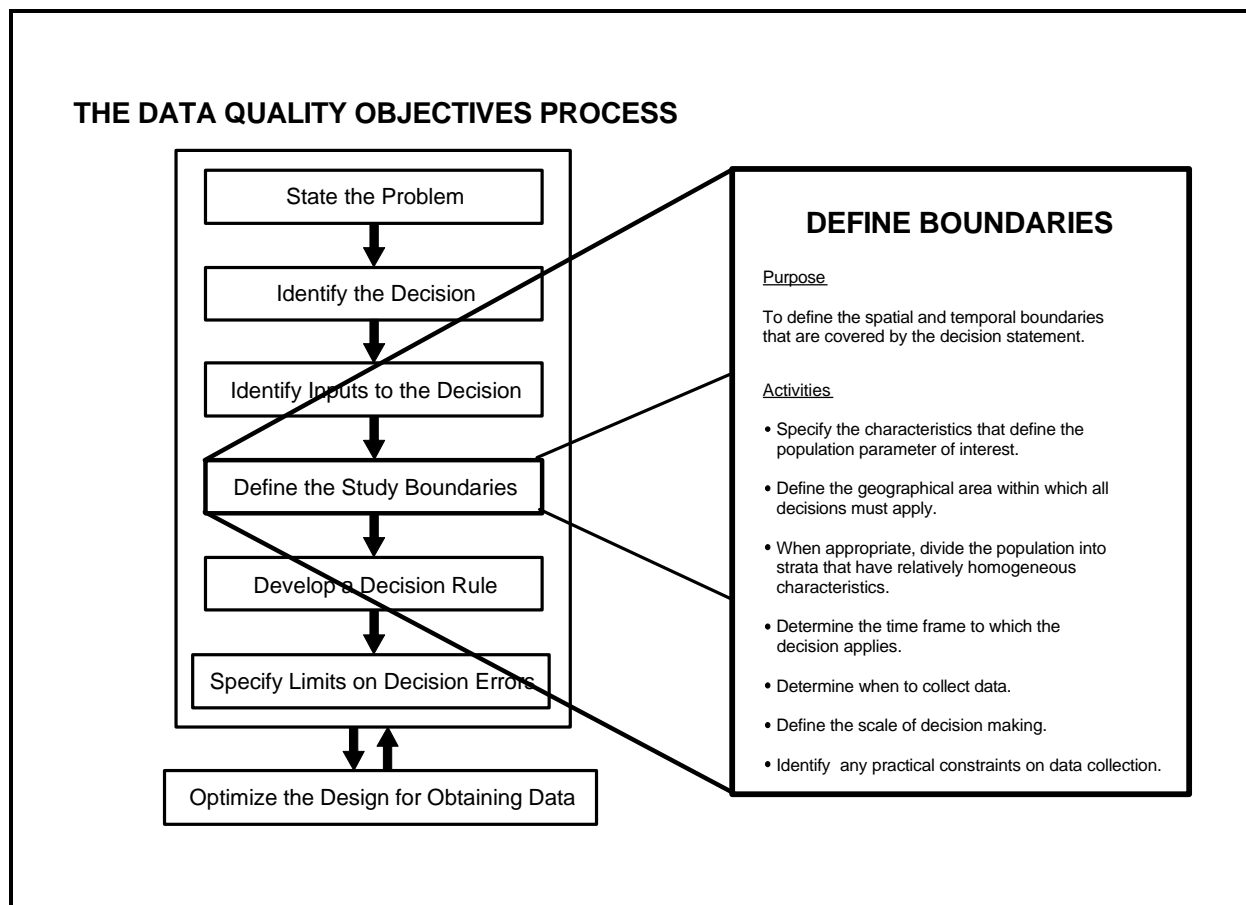 THE DATA QUALITY OBJECTIVES PROCESS
State the Problem
Identify the Decision
Identify Inputs to the Decision
Define the Study Boundaries
Develop a Decision Rule
Specify Limits on Decision Errors
Optimize the Design for Obtaining Data
DEFINE BOUNDARIES
Purpose
To define the spatial and temporal boundaries
that are covered by the decision statement.
Activities
• Specify the characteristics that define the
population parameter of interest.
• Define the geographical area within which all
decisions must apply.
• When appropriate, divide the population into
strata that have relatively homogeneous
characteristics.
• Determine the time frame to which the
decision applies.
• Determine when to collect data.
• Define the scale of decision making.
• Identify any practical constraints on data collection.